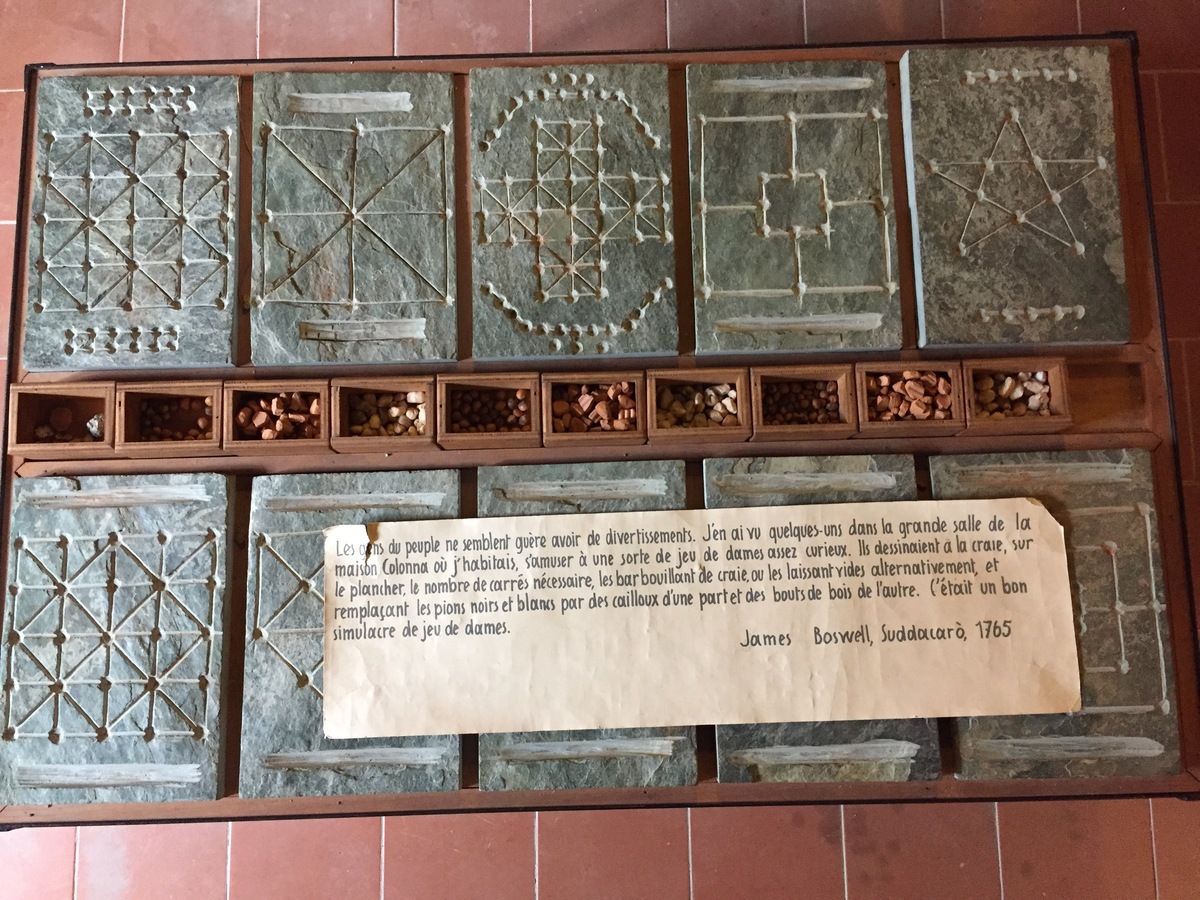 Les gens du peuple ne semblent guère avoir de divertissements. J'en ai vu quelques-uns dans la grande salle de la
maison Colonna où j'habitais, s'amuser à une sorte de jeu de dames assez curieux. Ils dessinaient à la craie, sur
le plancher, le nombre de carrés nécessaire, les barbouillant de craie, ou les laissant vides alternativement, et
remplaçant les pions noirs et blancs par des cailloux d'une part et des bouts de bois de l'autre. C'était un bon
simulacre de jeu de dames.
James Boswell, Suddacarò, 1765